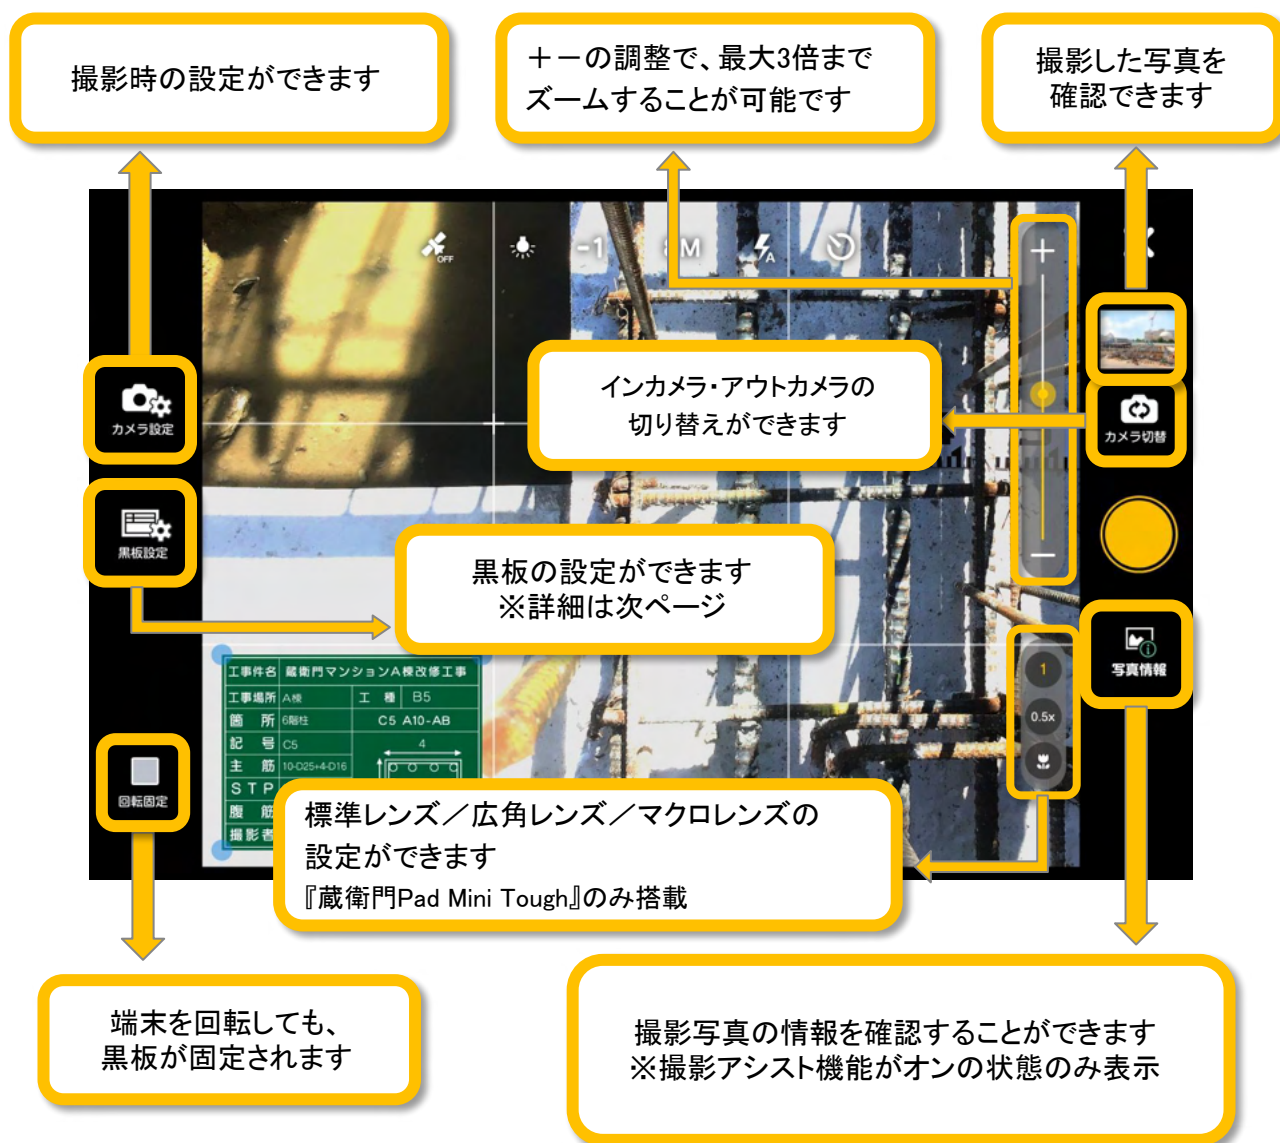 撮影時の設定ができます
+－の調整で、最大3倍まで
ズームすることが可能です
撮影した写真を
確認できます
OFF
-1
8M
A
インカメラ・アウトカメラの
切り替えができます
カメラ設定
カメラ切替
黒板設定
黒板の設定ができます
※詳細は次ページ
写真情報
1
0.5x
工事件名 蔵衛門マンションA棟改修工事
工事場所 A棟 工種 B5
箇所 6階柱 C5 A10-AB
記号 C5 4
主筋 10-D25+4-D16
STP
腹筋
撮影者
回転固定
標準レンズ／広角レンズ／マクロレンズの
設定ができます
『蔵衛門Pad Mini Tough』のみ搭載
端末を回転しても、
黒板が固定されます
撮影写真の情報を確認することができます
※撮影アシスト機能がオンの状態のみ表示